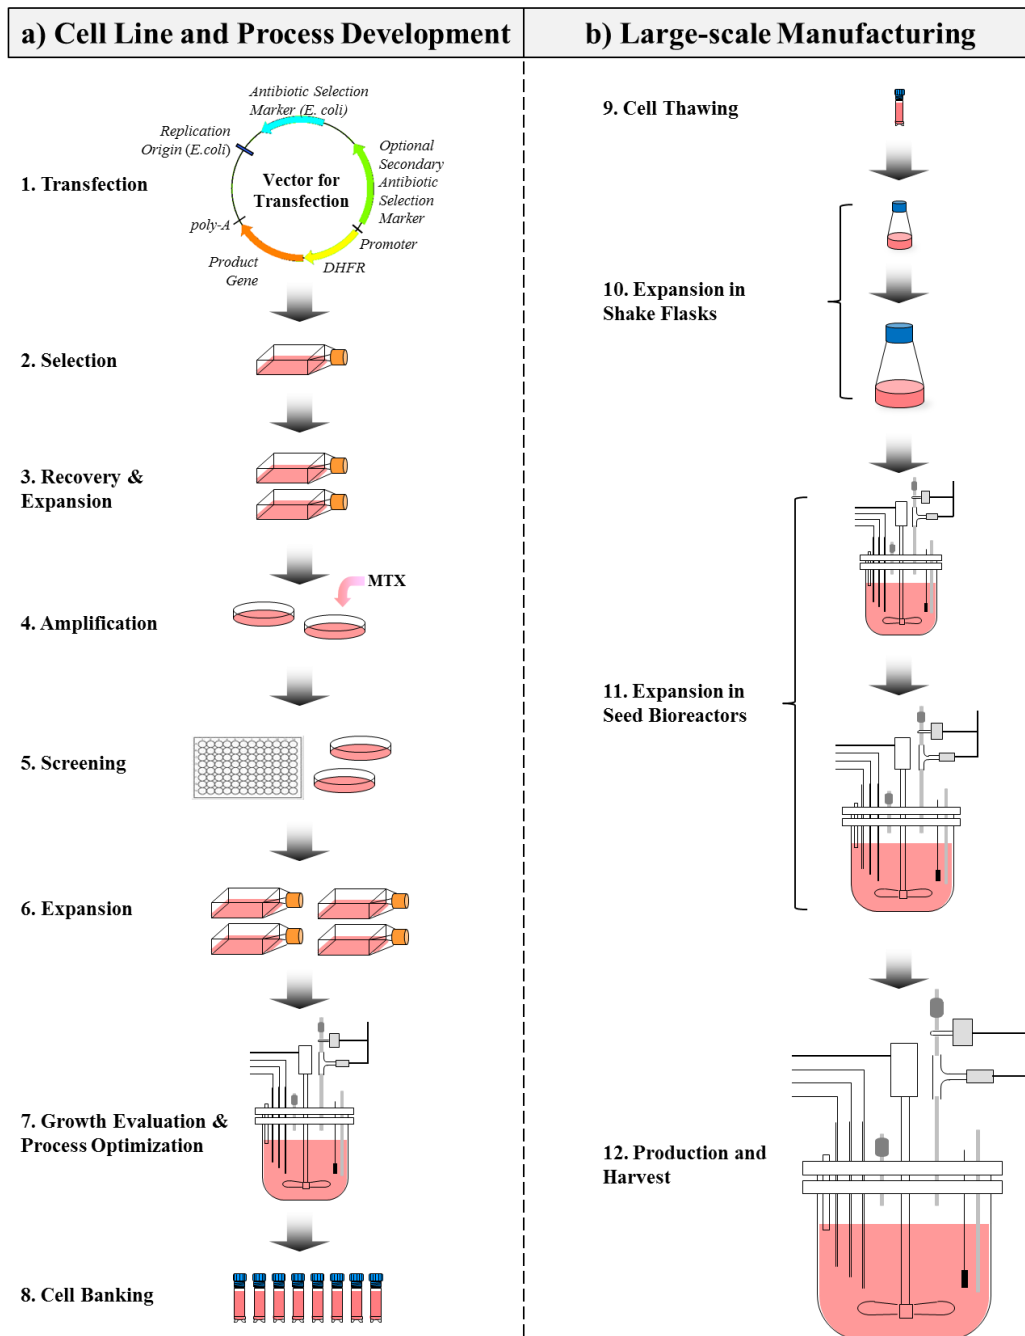 a) Cell Line and Process Development
b) Large-scale Manufacturing
1. Transfection
Antibiotic Selection
Marker (E. coli)
Replication
Origin (E.coli)
Optional
Secondary
Antibiotic
Selection
Marker
Vector for
Transfection
poly-A
Promoter
Product
Gene
DHFR
2. Selection
3. Recovery &
Expansion
MTX
4. Amplification
5. Screening
6. Expansion
7. Growth Evaluation &
Process Optimization
8. Cell Banking
9. Cell Thawing
10. Expansion in
Shake Flasks
11. Expansion in
Seed Bioreactors
12. Production and
Harvest